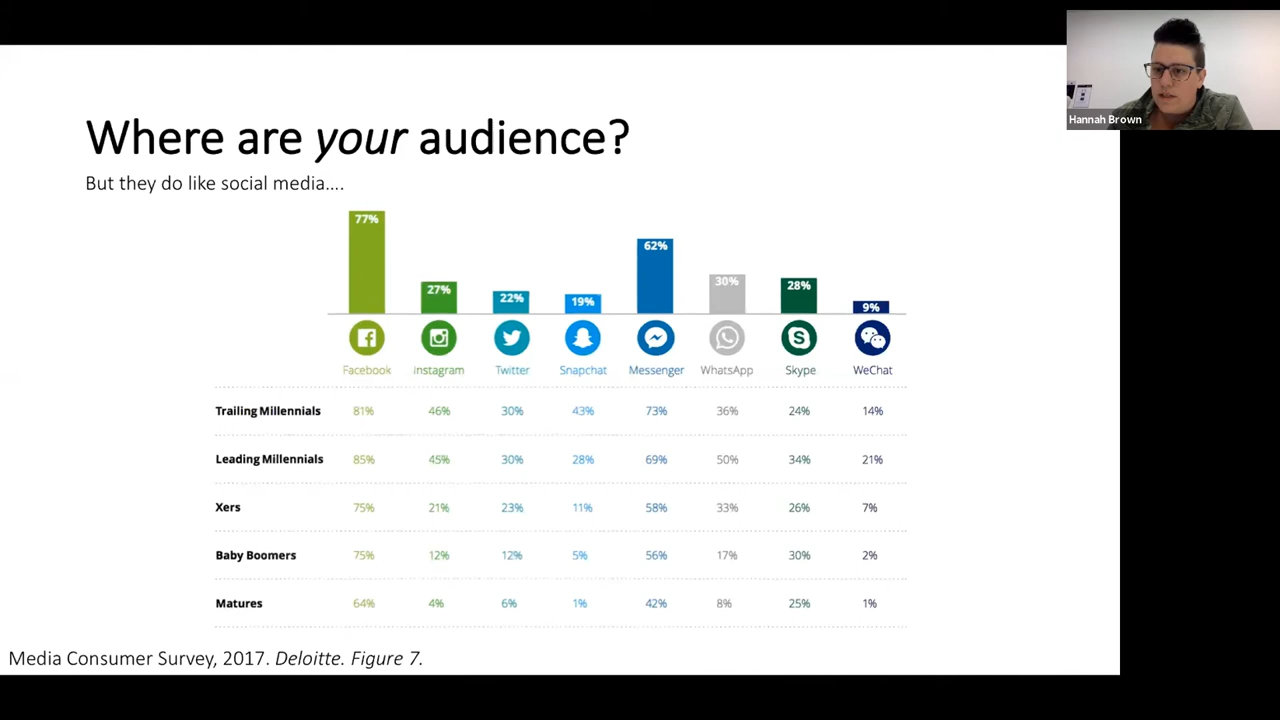 Hannah Brown
Where are your audience?
But they do like social media....
77% 27% 22% 19% 62% 30% 28% 9%
Facebook Instagram Twitter Snapchat Messenger WhatsApp Skype WeChat
Trailing Millennials 81% 46% 30% 43% 73% 36% 24% 14%
Leading Millennials 85% 45% 30% 28% 69% 50% 34% 21%
Xers 75% 21% 23% 11% 58% 33% 26% 7%
Baby Boomers 75% 12% 12% 5% 56% 17% 30% 2%
Matures 64% 4% 6% 1% 42% 8% 25% 1%
Media Consumer Survey, 2017. Deloitte. Figure 7.